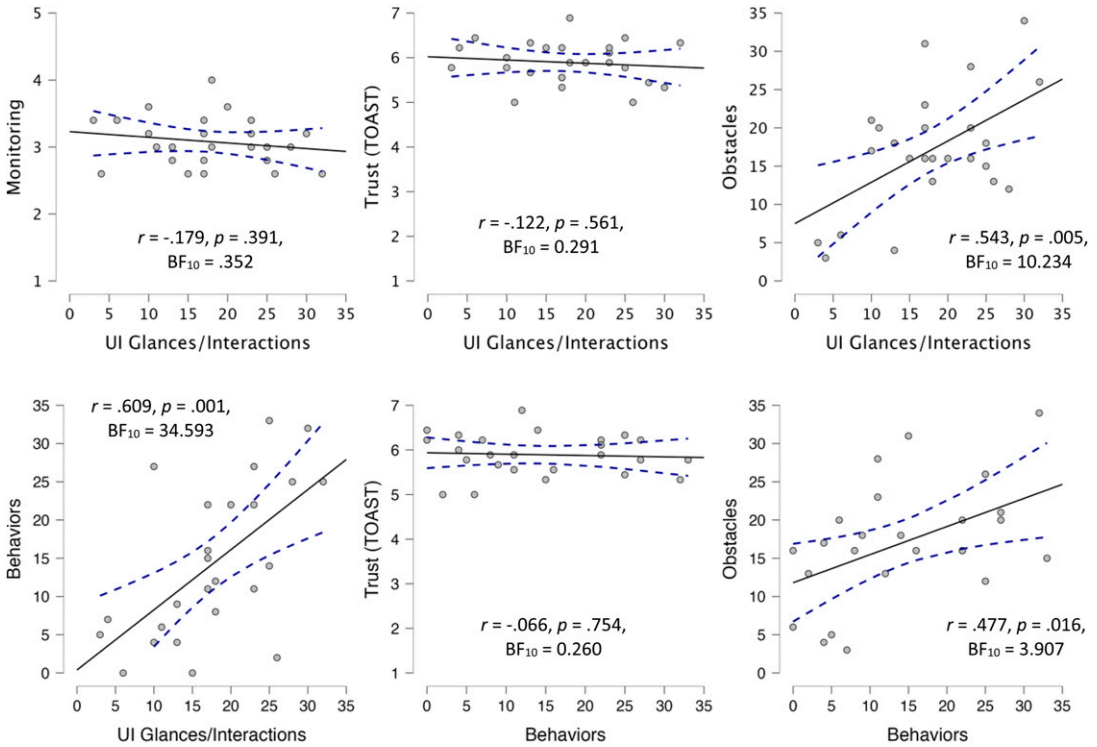 Monitoring
5
4
3
2
1
r = -.179, p = .391,
BF₁₀ = .352
0 5 10 15 20 25 30 35
UI Glances/Interactions
Trust (TOAST)
7
6
5
4
3
2
1
r = -.122, p = .561,
BF₁₀ = 0.291
0 5 10 15 20 25 30 35
UI Glances/Interactions
Obstacles
35
30
25
20
15
10
5
0
r = .543, p = .005,
BF₁₀ = 10.234
0 5 10 15 20 25 30 35
UI Glances/Interactions
Behaviors
35
30
25
20
15
10
5
0
r = .609, p = .001,
BF₁₀ = 34.593
0 5 10 15 20 25 30 35
UI Glances/Interactions
Trust (TOAST)
7
6
5
4
3
2
1
r = -.066, p = .754,
BF₁₀ = 0.260
0 5 10 15 20 25 30 35
Behaviors
Obstacles
35
30
25
20
15
10
5
0
r = .477, p = .016,
BF₁₀ = 3.907
0 5 10 15 20 25 30 35
Behaviors